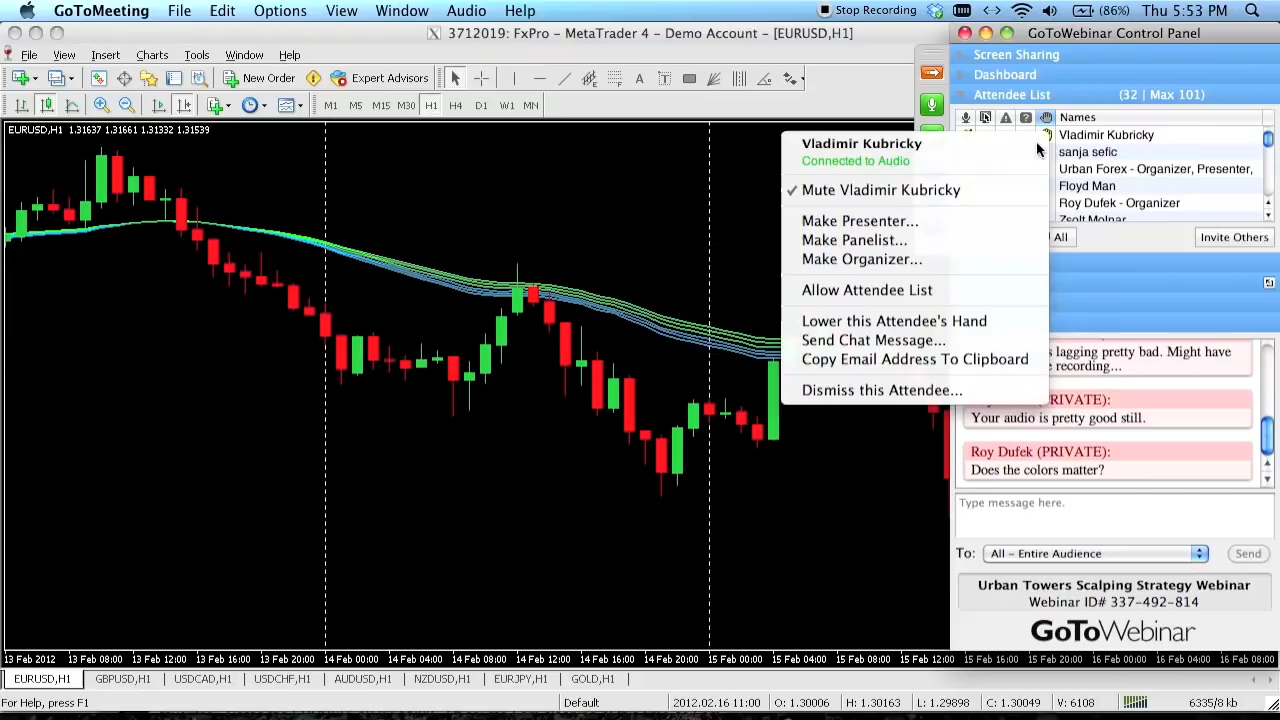 GoToMeeting File Edit Options View Window Audio Help Stop Recording (86%) Thu 5:53 PM
3712019: FxPro - MetaTrader 4 - Demo Account - [EURUSD,H1]
File View Insert Charts Tools Window Help
New Order Expert Advisors
M1 M5 M15 M30 H1 H4 D1 W1 MN
EURUSD,H1 1.31637 1.31661 1.31332 1.31539
GoToWebinar Control Panel
Screen Sharing
Dashboard
Attendee List (32 | Max 101)
Names
Vladimir Kubricky
sanja sefic
Urban Forex - Organizer, Presenter,
Floyd Man
Roy Dufek - Organizer
Zsolt Molnar
All Invite Others
Vladimir Kubricky
Connected to Audio
Mute Vladimir Kubricky
Make Presenter...
Make Panelist...
Make Organizer...
Allow Attendee List
Lower this Attendee's Hand
Send Chat Message...
Copy Email Address To Clipboard
Dismiss this Attendee...
s lagging pretty bad. Might have
e recording...
(PRIVATE):
Your audio is pretty good still.
Roy Dufek (PRIVATE):
Does the colors matter?
Type message here.
To: All - Entire Audience Send
Urban Towers Scalping Strategy Webinar
Webinar ID# 337-492-814
GoToWebinar
13 Feb 2012 13 Feb 08:00 13 Feb 12:00 13 Feb 16:00 13 Feb 20:00 14 Feb 00:00 14 Feb 04:00 14 Feb 08:00 14 Feb 12:00 14 Feb 16:00 14 Feb 20:00 15 Feb 00:00 15 Feb 04:00 15 Feb 08:00 15 Feb 12:00 15 Feb 16:00 15 Feb 20:00 16 Feb 00:00 16 Feb 04:00 16 Feb 08:00
EURUSD,H1 GBPUSD,H1 USDCAD,H1 USDCHF,H1 AUDUSD,H1 NZDUSD,H1 EURJPY,H1 GOLD,H1
For Help, press F1 Default 2012.02.16 11:00 O: 1.30006 H: 1.30163 L: 1.29898 C: 1.30049 V: 6108 6335/8 kb